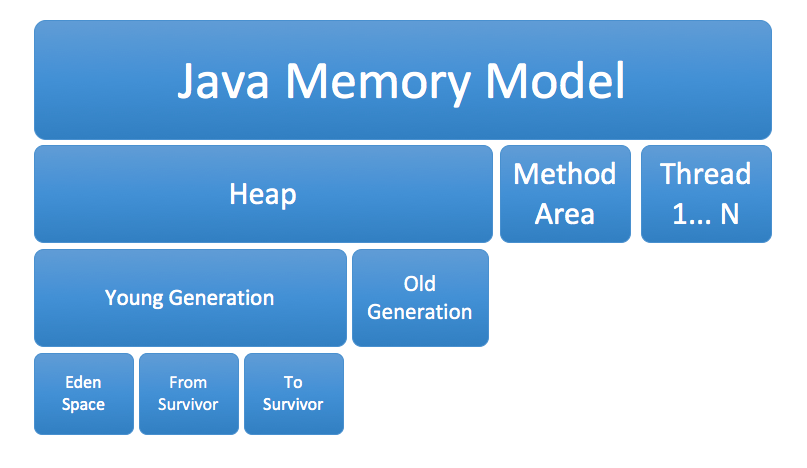 Java Memory Model
Heap
Method
Area
Thread
1... N
Young Generation
Old
Generation
Eden
Space
From
Survivor
To
Survivor